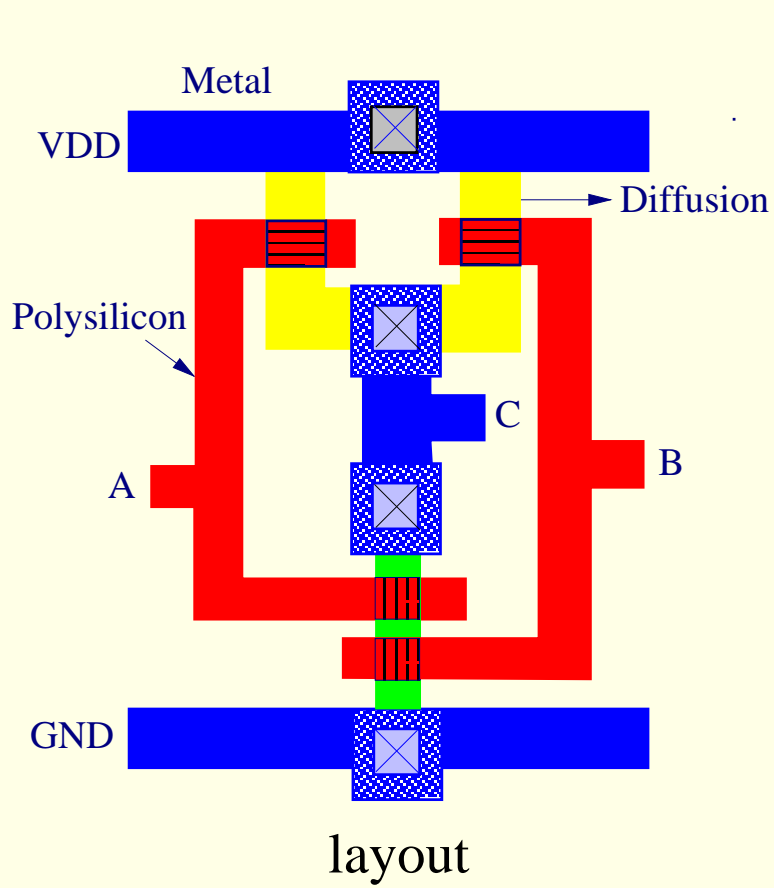 Metal
VDD
Diffusion
Polysilicon
C
A
B
GND
layout